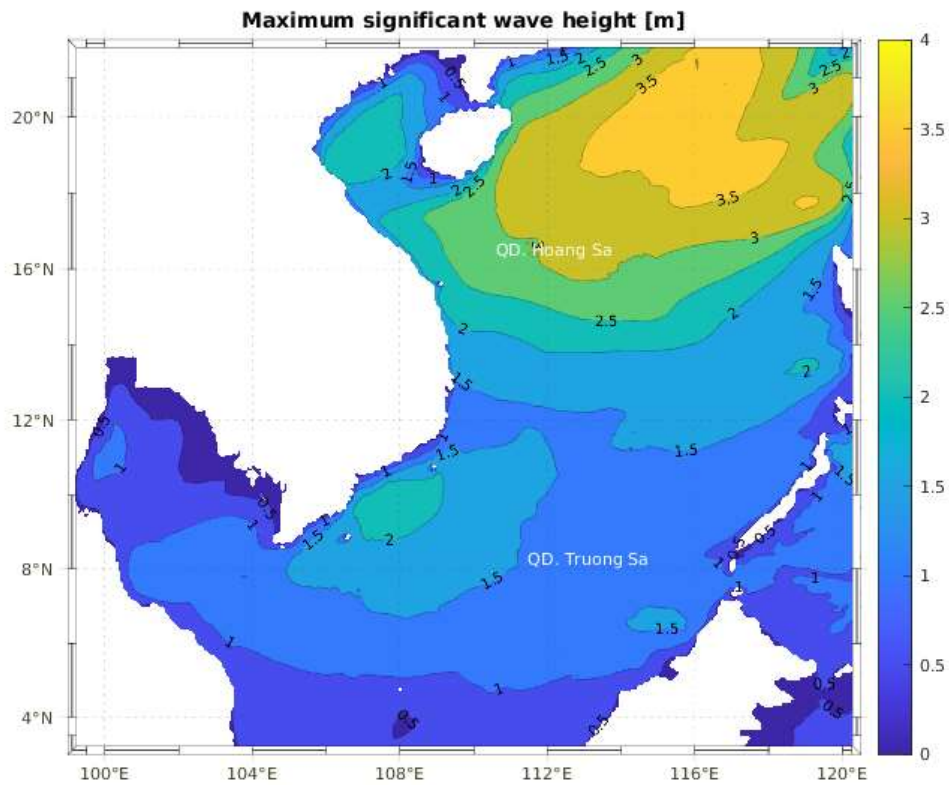 Maximum significant wave height [m]
4
20°N
3.5
3
16°N
QD. Hoang Sa
2.5
2
12°N
1.5
8°N
QD. Truong Sa
1
0.5
4°N
0
100°E 104°E 108°E 112°E 116°E 120°E